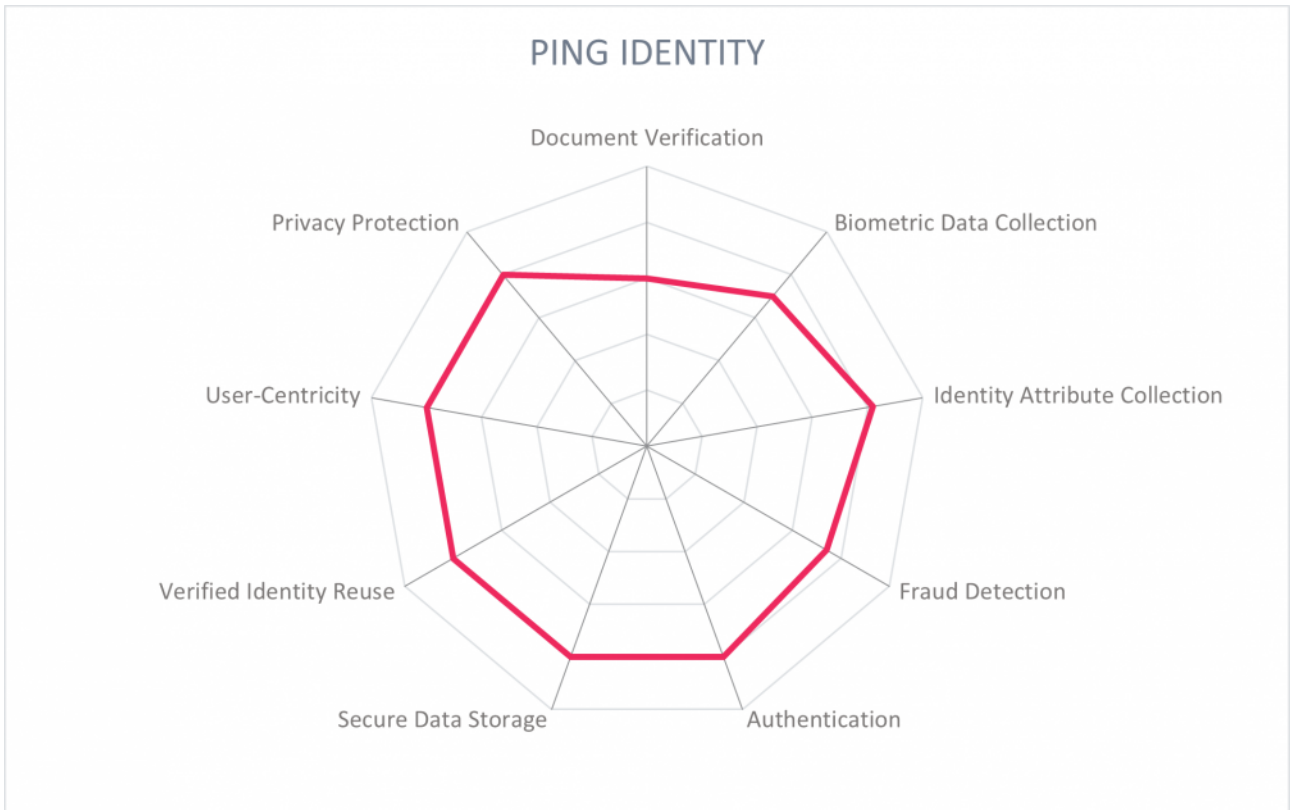 PING IDENTITY
Document Verification
Privacy Protection
Biometric Data Collection
User-Centricity
Identity Attribute Collection
Verified Identity Reuse
Fraud Detection
Secure Data Storage
Authentication